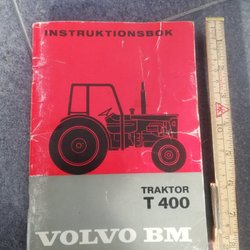 INSTRUKTIONSBOK
TRAKTOR
T 400
VOLVO BM